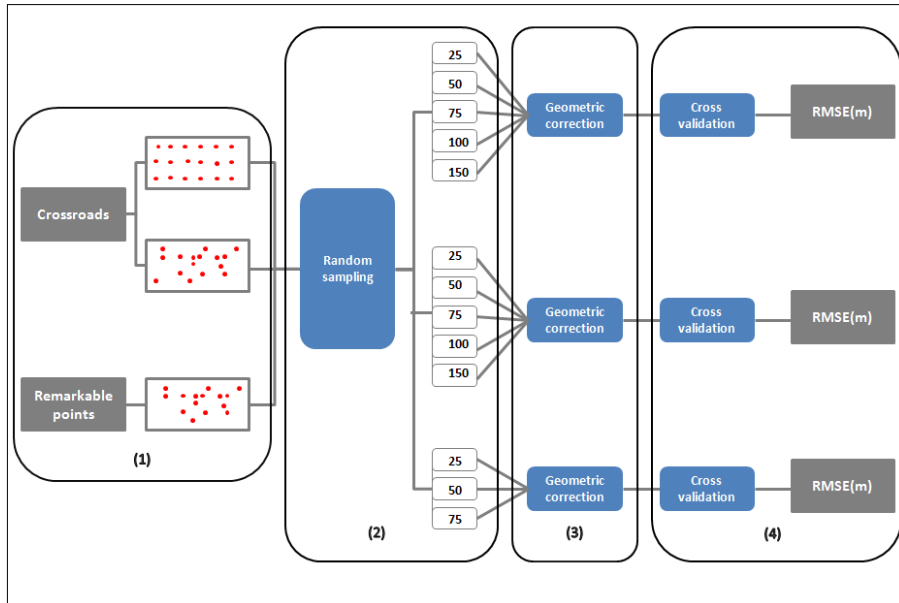 Crossroads
Remarkable
points
(1)
Random
sampling
(2)
25
50
75
100
150
25
50
75
100
150
25
50
75
Geometric
correction
Geometric
correction
Geometric
correction
(3)
Cross
validation
RMSE(m)
Cross
validation
RMSE(m)
Cross
validation
RMSE(m)
(4)